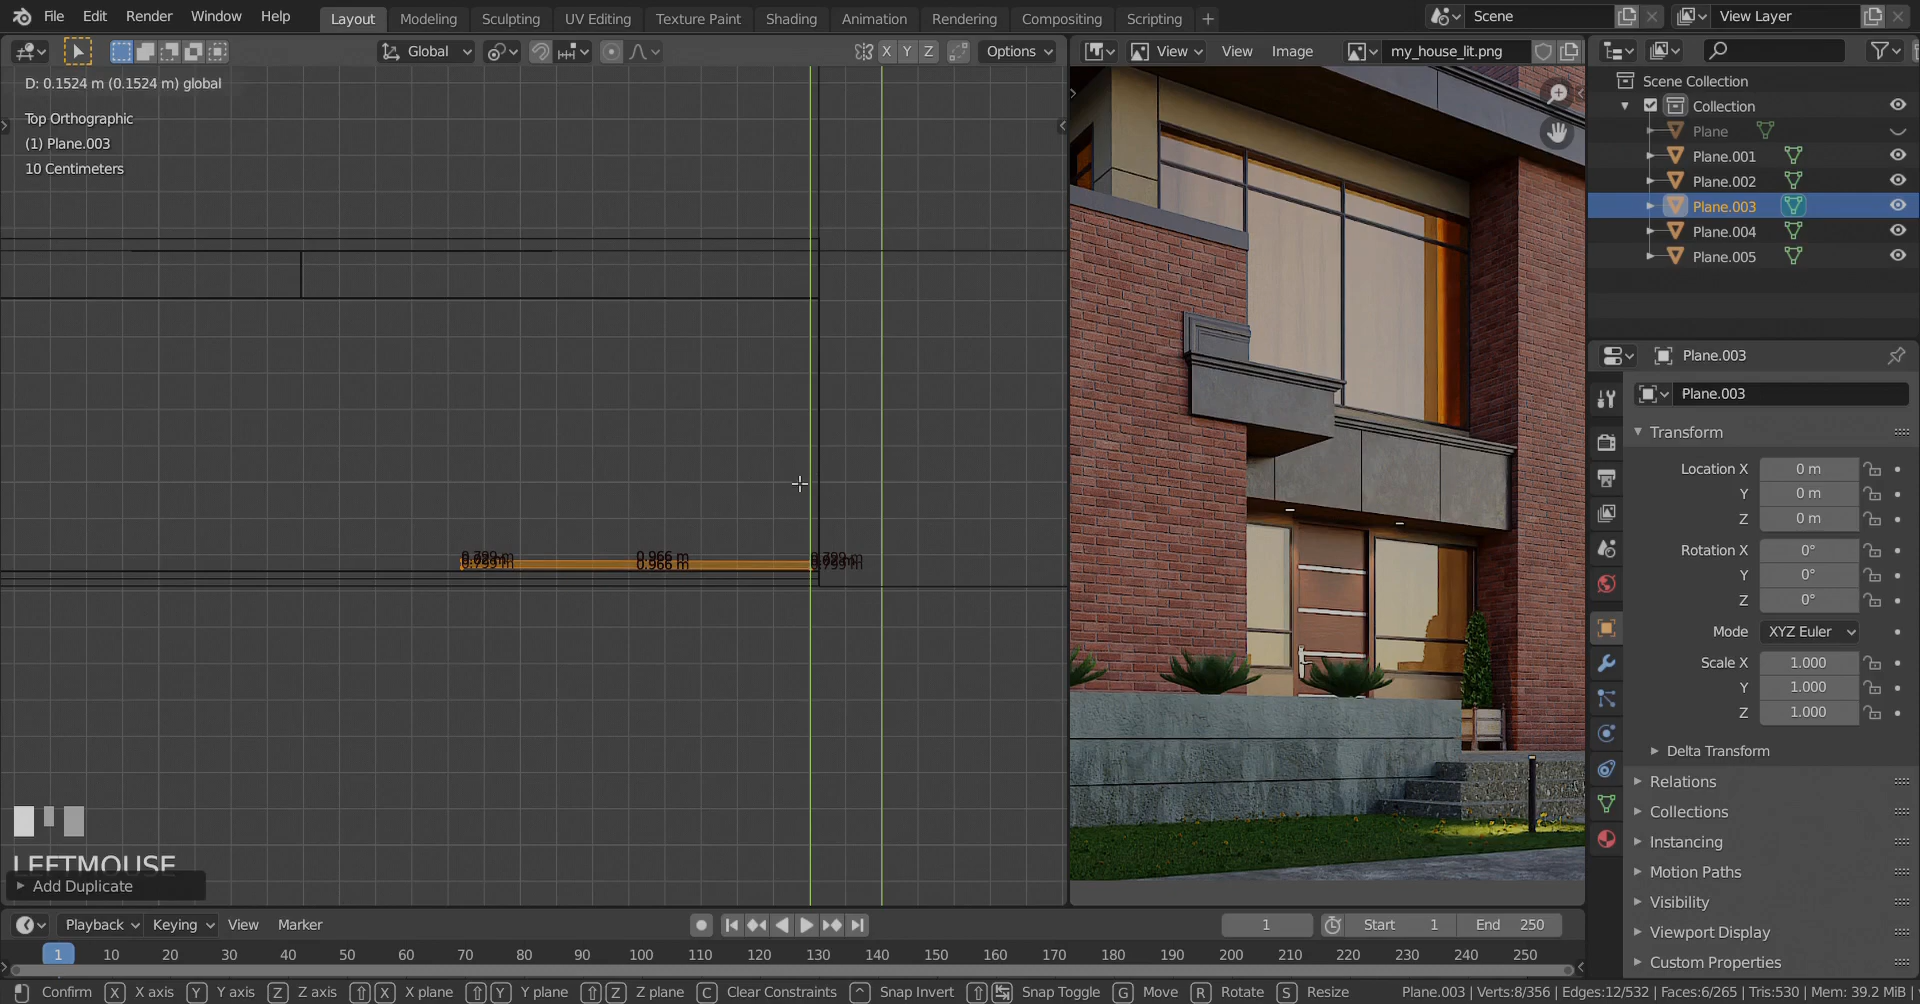 File Edit Render Window Help Layout Modeling Sculpting UV Editing Texture Paint Shading Animation Rendering Compositing Scripting + Scene View Layer
Global X Y Z Options View View Image my_house_lit.png
D: 0.1524 m (0.1524 m) global
Top Orthographic
(1) Plane.003
10 Centimeters
0.966 m
0.966 m
LEFTMOUSE
Add Duplicate
Scene Collection
Collection
Plane
Plane.001
Plane.002
Plane.003
Plane.004
Plane.005
Plane.003
Plane.003
Transform
Location X 0 m
Y 0 m
Z 0 m
Rotation X 0°
Y 0°
Z 0°
Mode XYZ Euler
Scale X 1.000
Y 1.000
Z 1.000
Delta Transform
Relations
Collections
Instancing
Motion Paths
Visibility
Viewport Display
Custom Properties
Playback Keying View Marker 1 Start 1 End 250
1 10 20 30 40 50 60 70 80 90 100 110 120 130 140 150 160 170 180 190 200 210 220 230 240 250
Confirm X X axis Y Y axis Z Z axis X X plane Y Y plane Z Z plane C Clear Constraints Snap Invert Snap Toggle G Move R Rotate S Resize Plane.003 | Verts:8/356 | Edges:12/532 | Faces:6/265 | Tris:530 | Mem: 39.2 MiB